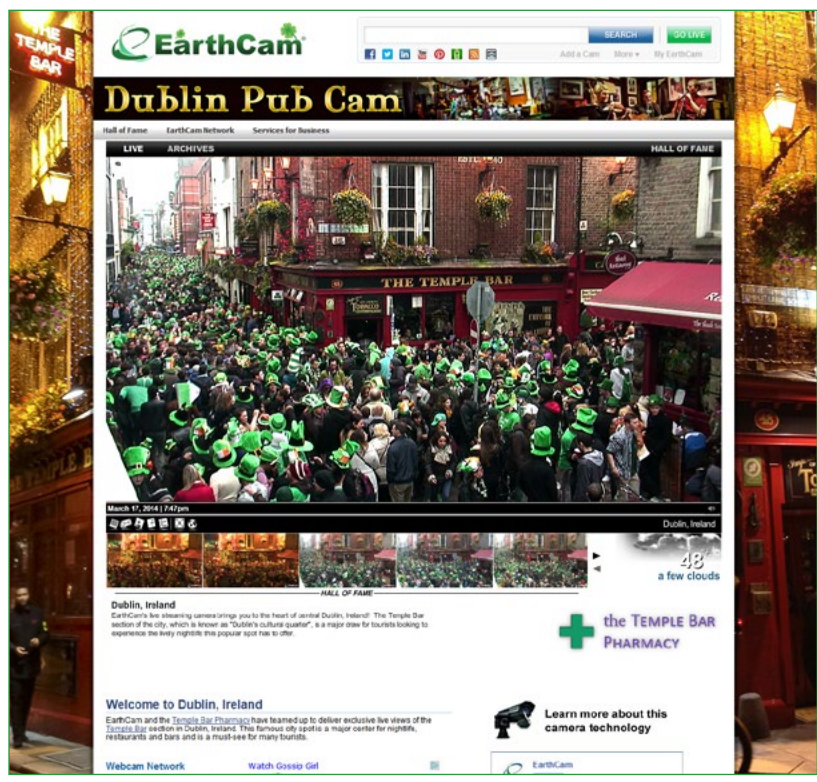 THE
TEMPLE
BAR
EarthCam
SEARCH
GO LIVE
Add a Cam More My EarthCam
Dublin Pub Cam
Hall of Fame EarthCam Network Services for Business
LIVE ARCHIVES HALL OF FAME
THE TEMPLE BAR
TOBACCO
March 17, 2014 | 7:47pm
Dublin, Ireland
48°
a few clouds
HALL OF FAME
Dublin, Ireland
EarthCam's live streaming camera brings you to the heart of central Dublin, Ireland! The Temple Bar
section of the city, which is known as "Dublin's cultural quarter", is a major draw for tourists looking to
experience the lively nightlife this popular spot has to offer.
the TEMPLE BAR
PHARMACY
Welcome to Dublin, Ireland
EarthCam and the Temple Bar Pharmacy have teamed up to deliver exclusive live views of the
Temple Bar section in Dublin, Ireland. This famous city spot is a major center for nightlife,
restaurants and bars and is a must-see for many tourists.
Learn more about this
camera technology
Webcam Network
Watch Gossip Girl
EarthCam